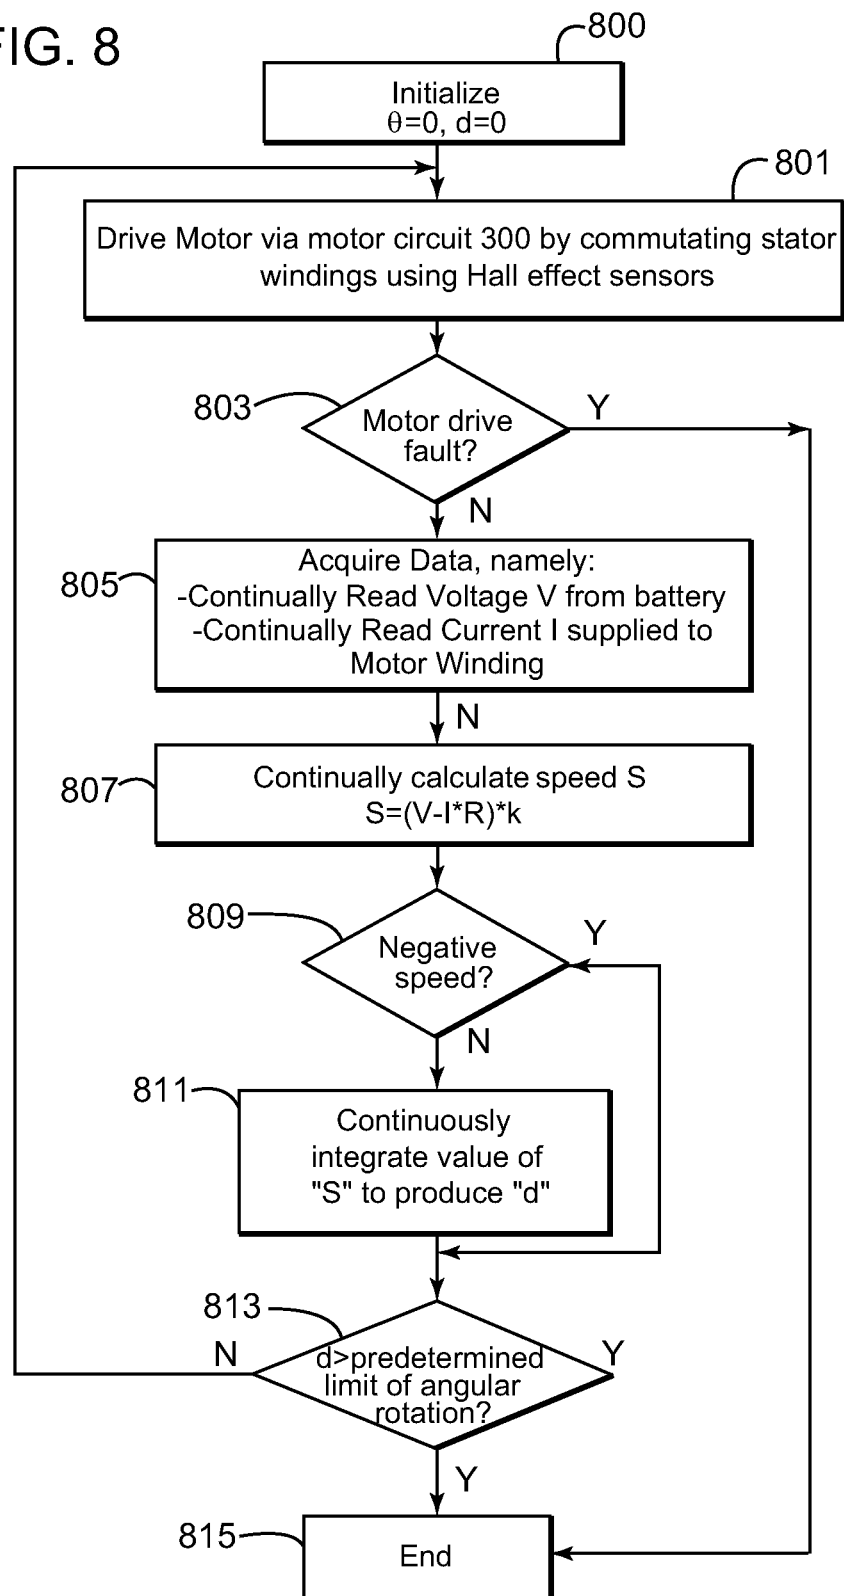 FIG. 8
800
Initialize
θ=0, d=0
801
Drive Motor via motor circuit 300 by commutating stator
windings using Hall effect sensors
803
Motor drive
fault?
Y
N
805
Acquire Data, namely:
-Continually Read Voltage V from battery
-Continually Read Current I supplied to
Motor Winding
N
807
Continually calculate speed S
S=(V-I*R)*k
809
Negative
speed?
Y
N
811
Continuously
integrate value of
"S" to produce "d"
813
N
d>predetermined
limit of angular
rotation?
Y
Y
815
End